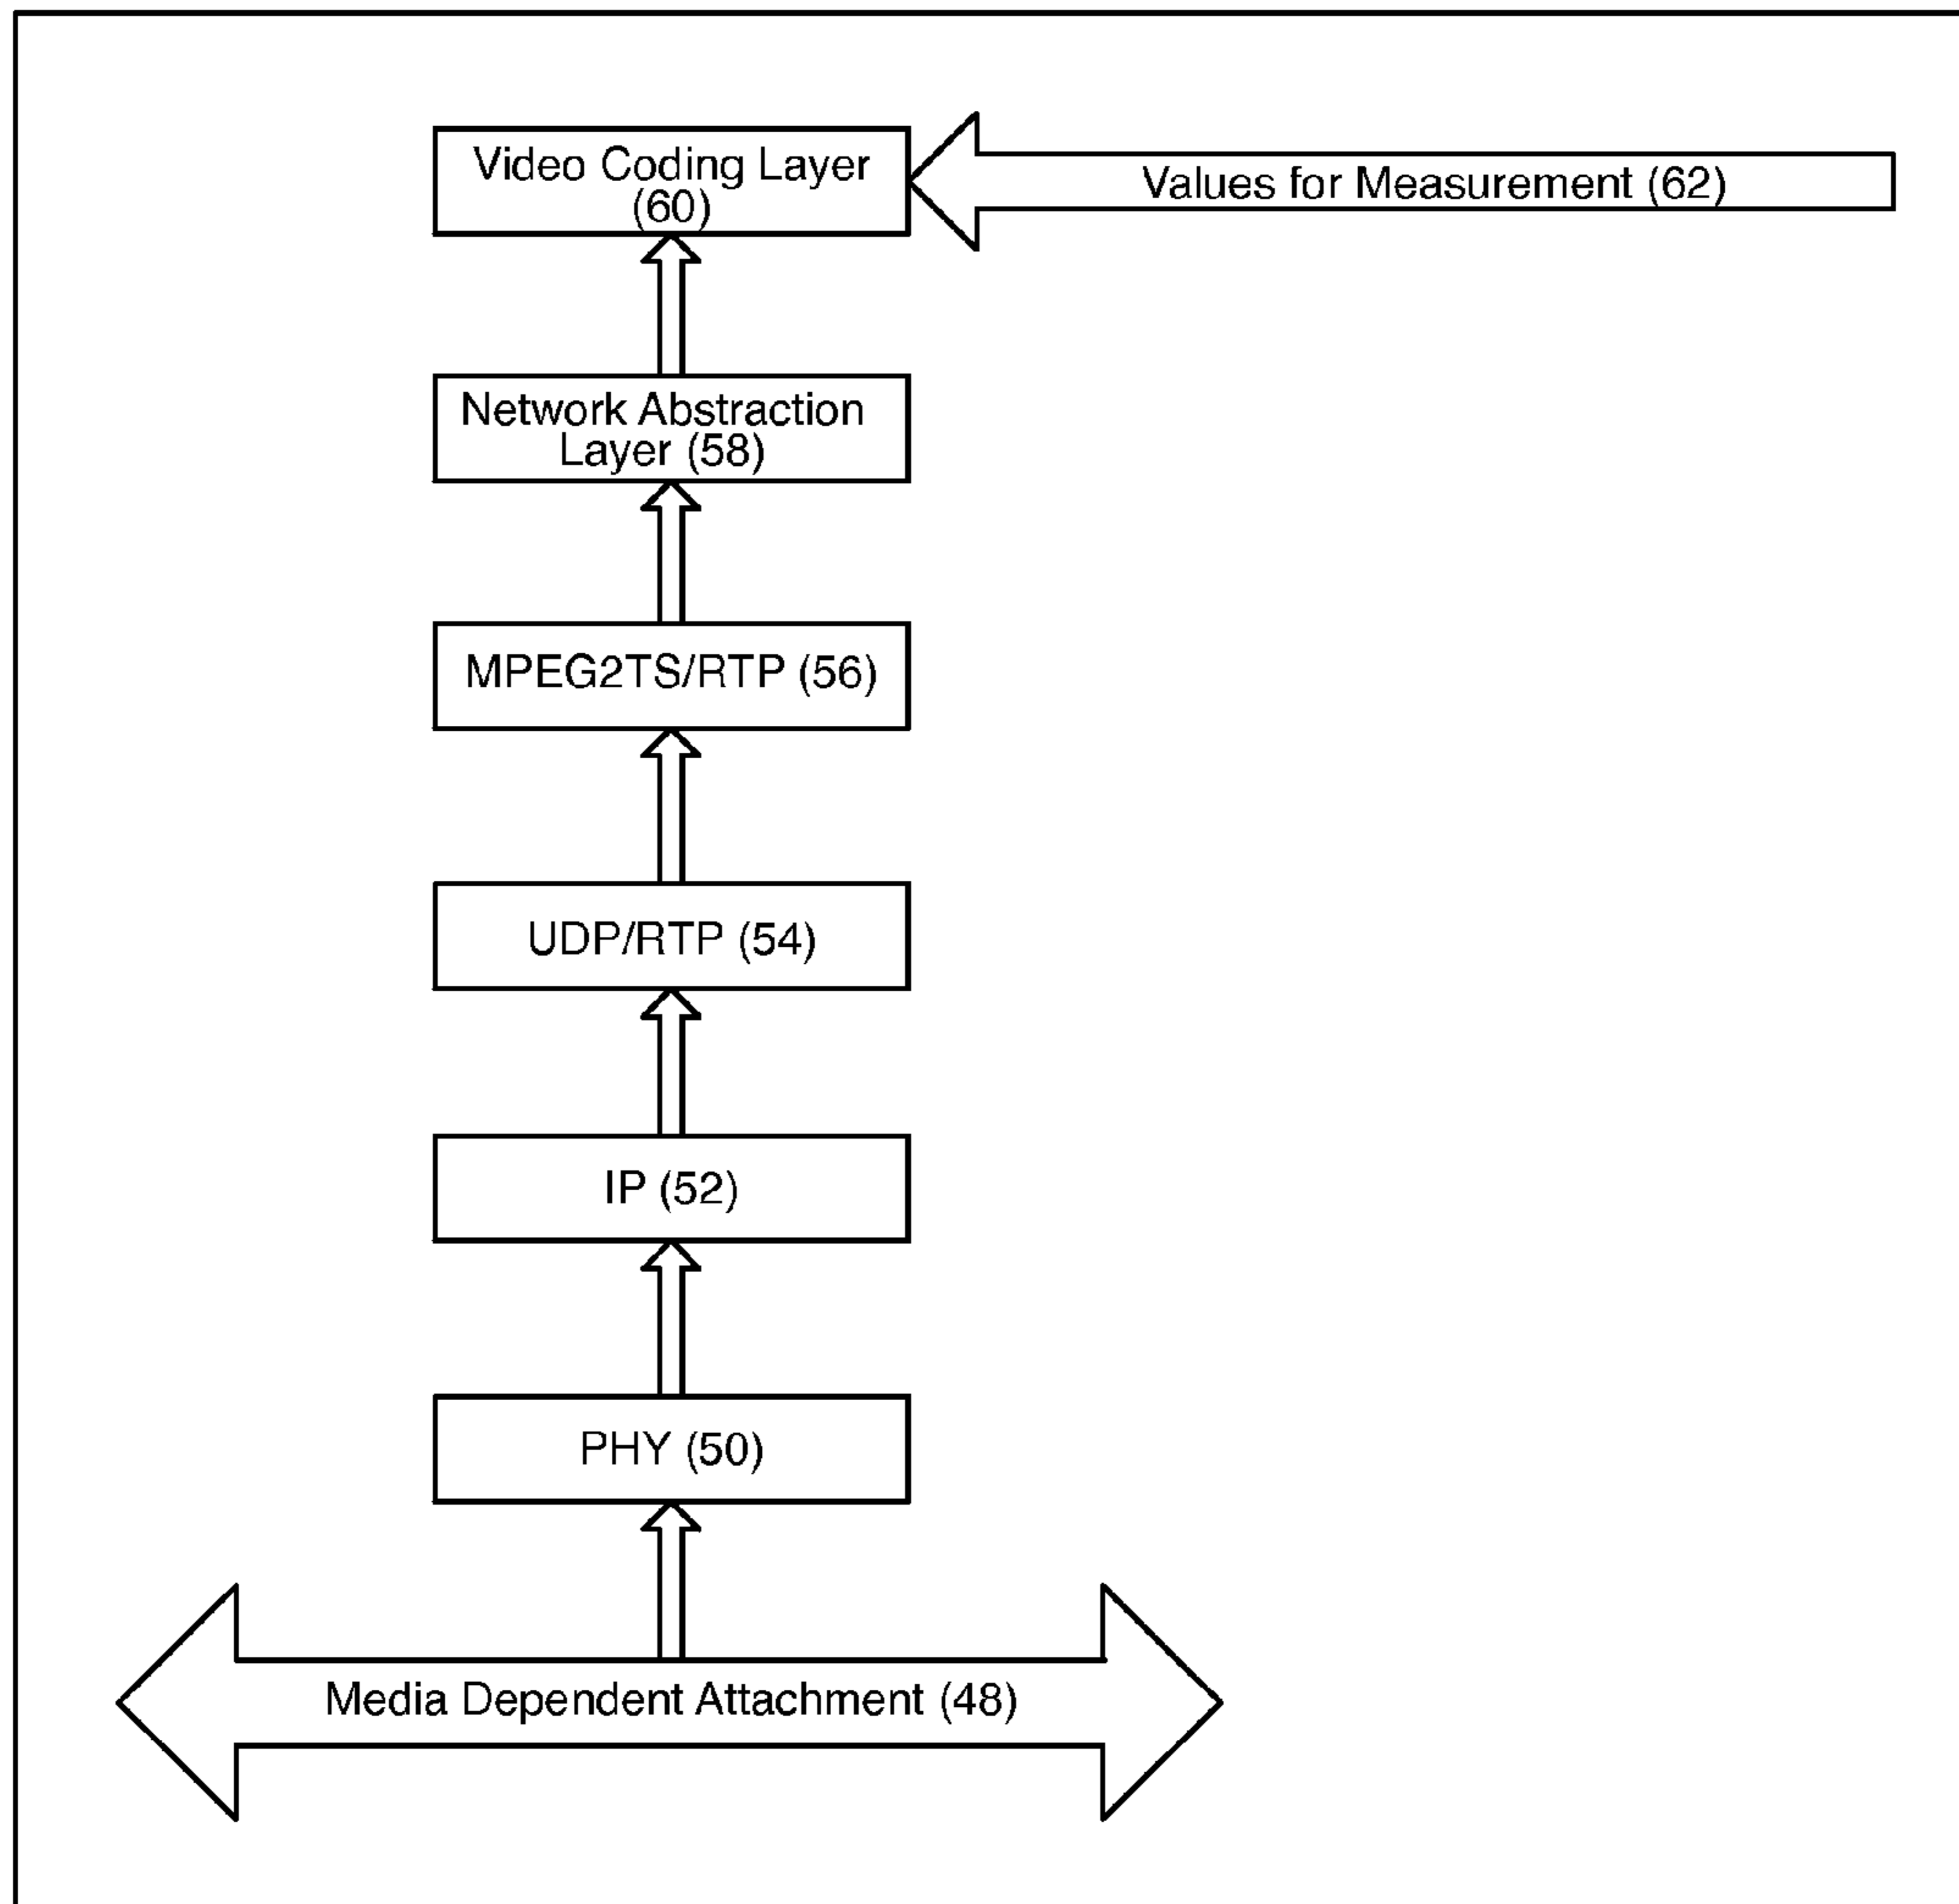 Video Coding Layer
(60)
Values for Measurement (62)
Network Abstraction
Layer (58)
MPEG2TS/RTP (56)
UDP/RTP (54)
IP (52)
PHY (50)
Media Dependent Attachment (48)